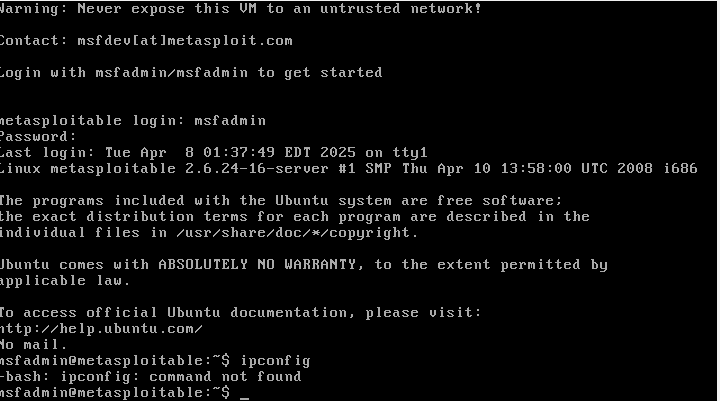 Warning: Never expose this VM to an untrusted network!
Contact: msfdev[at]metasploit.com
Login with msfadmin/msfadmin to get started
metasploitable login: msfadmin
Password:
Last login: Tue Apr  8 01:37:49 EDT 2025 on tty1
Linux metasploitable 2.6.24-16-server #1 SMP Thu Apr 10 13:58:00 UTC 2008 i686
The programs included with the Ubuntu system are free software;
the exact distribution terms for each program are described in the
individual files in /usr/share/doc/*/copyright.
Ubuntu comes with ABSOLUTELY NO WARRANTY, to the extent permitted by
applicable law.
To access official Ubuntu documentation, please visit:
http://help.ubuntu.com/
No mail.
msfadmin@metasploitable:~$ ipconfig
-bash: ipconfig: command not found
msfadmin@metasploitable:~$ _